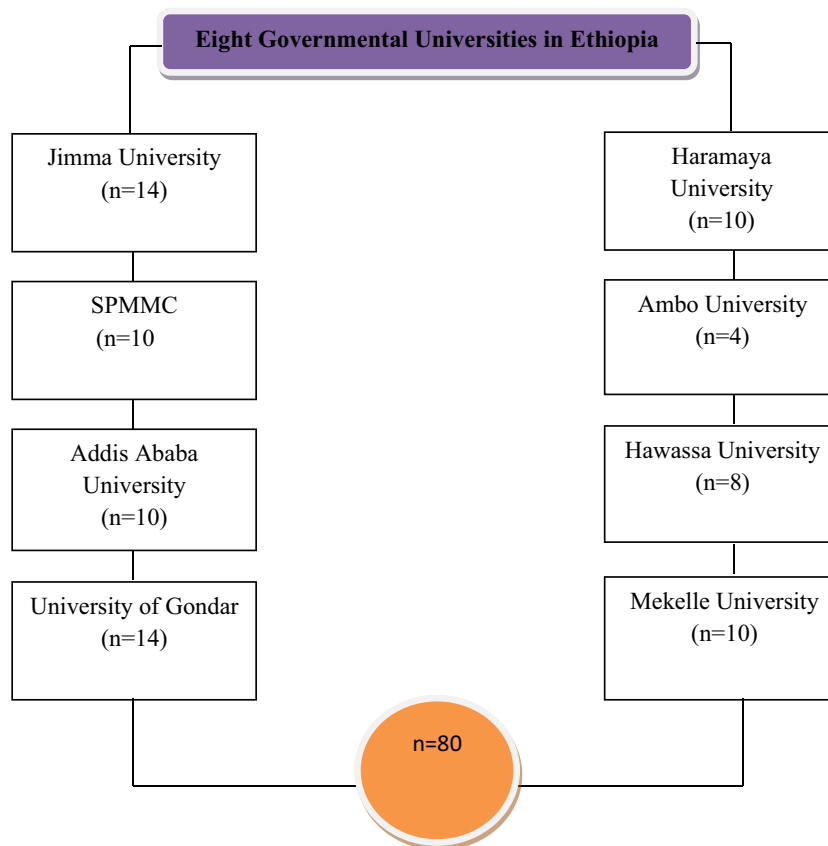 Eight Governmental Universities in Ethiopia
Jimma University
(n=14)
SPMMC
(n=10
Addis Ababa
University
(n=10)
University of Gondar
(n=14)
Haramaya
University
(n=10)
Ambo University
(n=4)
Hawassa University
(n=8)
Mekelle University
(n=10)
n=80